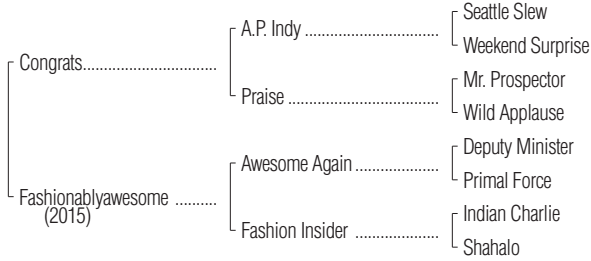 Seattle Slew
A.P. Indy ..............................
Weekend Surprise
Congrats..............................
Mr. Prospector
Praise ..................................
Wild Applause
Deputy Minister
Awesome Again ...................
Primal Force
Fashionablyawesome .........
(2015)
Indian Charlie
Fashion Insider ...................
Shahalo